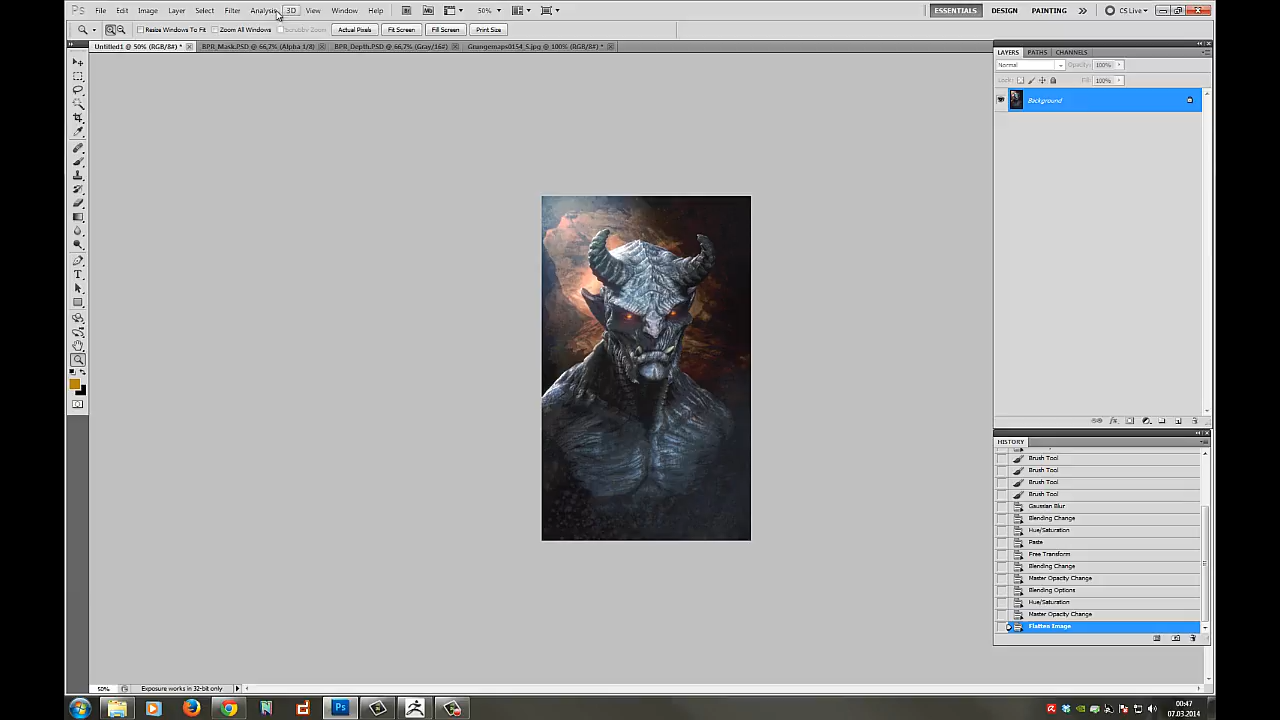 Ps File Edit Image Layer Select Filter Analysis 3D View Window Help Br Mb 50% ESSENTIALS DESIGN PAINTING >> CS Live
Resize Windows To Fit Zoom All Windows Scrubby Zoom Actual Pixels Fit Screen Fill Screen Print Size
Untitled1 @ 50% (RGB/8#) * BPR_Mask.PSD @ 66,7% (Alpha 1/8) BPR_Depth.PSD @ 66,7% (Gray/16#) Grungemaps0154_S.jpg @ 100% (RGB/8#) *
LAYERS PATHS CHANNELS
Normal Opacity: 100%
Lock: Fill: 100%
Background
HISTORY
Brush Tool
Brush Tool
Brush Tool
Brush Tool
Gaussian Blur
Blending Change
Hue/Saturation
Paste
Free Transform
Blending Change
Master Opacity Change
Blending Options
Hue/Saturation
Master Opacity Change
Flatten Image
50% Exposure works in 32-bit only
Ps
00:47
07.03.2014